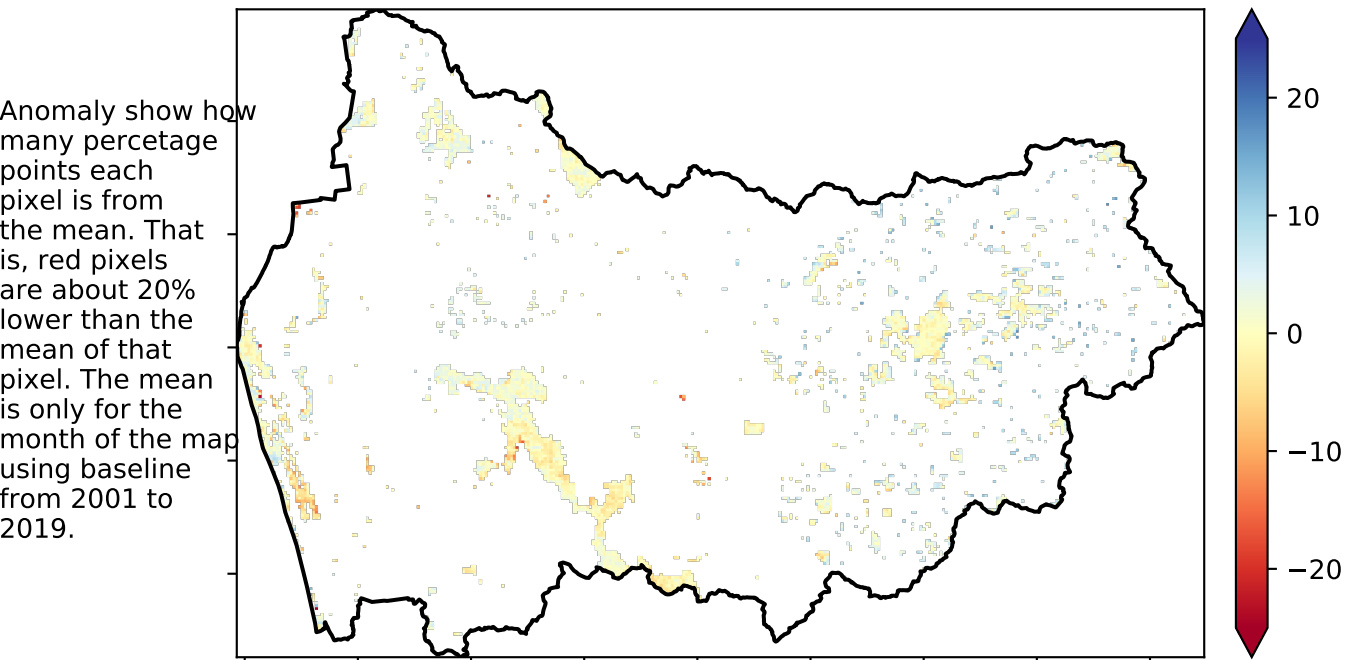 Anomaly show how
many percetage
points each
pixel is from
the mean. That
is, red pixels
are about 20%
lower than the
mean of that
pixel. The mean
is only for the
month of the map
using baseline
from 2001 to
2019.
20
10
0
−10
−20